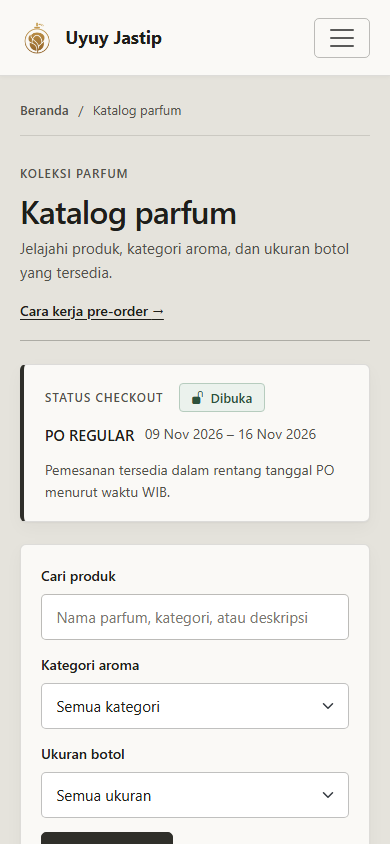 Uyuy Jastip
Beranda / Katalog parfum
KOLEKSI PARFUM
Katalog parfum
Jelajahi produk, kategori aroma, dan ukuran botol
yang tersedia.
Cara kerja pre-order →
STATUS CHECKOUT Dibuka
PO REGULAR 09 Nov 2026 – 16 Nov 2026
Pemesanan tersedia dalam rentang tanggal PO
menurut waktu WIB.
Cari produk
Nama parfum, kategori, atau deskripsi
Kategori aroma
Semua kategori
Ukuran botol
Semua ukuran